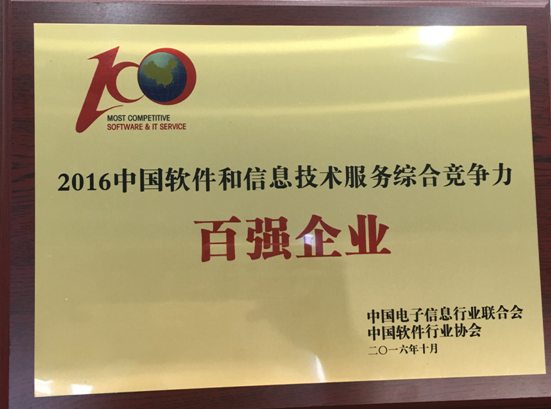 100
MOST COMPETITIVE
SOFTWARE & IT SERVICE
2016中国软件和信息技术服务综合竞争力
百强企业
中国电子信息行业联合会
中国软件行业协会
二〇一六年十月